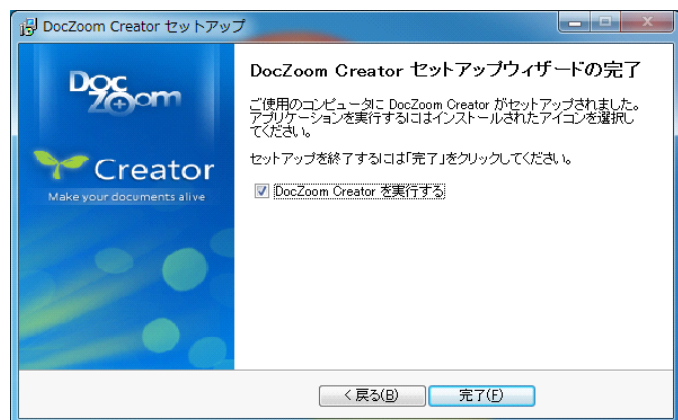 DocZoom Creator セットアップ
Doc
Zoom
Creator
Make your documents alive
DocZoom Creator セットアップウィザードの完了
ご使用のコンピュータに DocZoom Creator がセットアップされました。
アプリケーションを実行するにはインストールされたアイコンを選択し
てください。
セットアップを終了するには「完了」をクリックしてください。
DocZoom Creator を実行する
< 戻る(B)
完了(F)